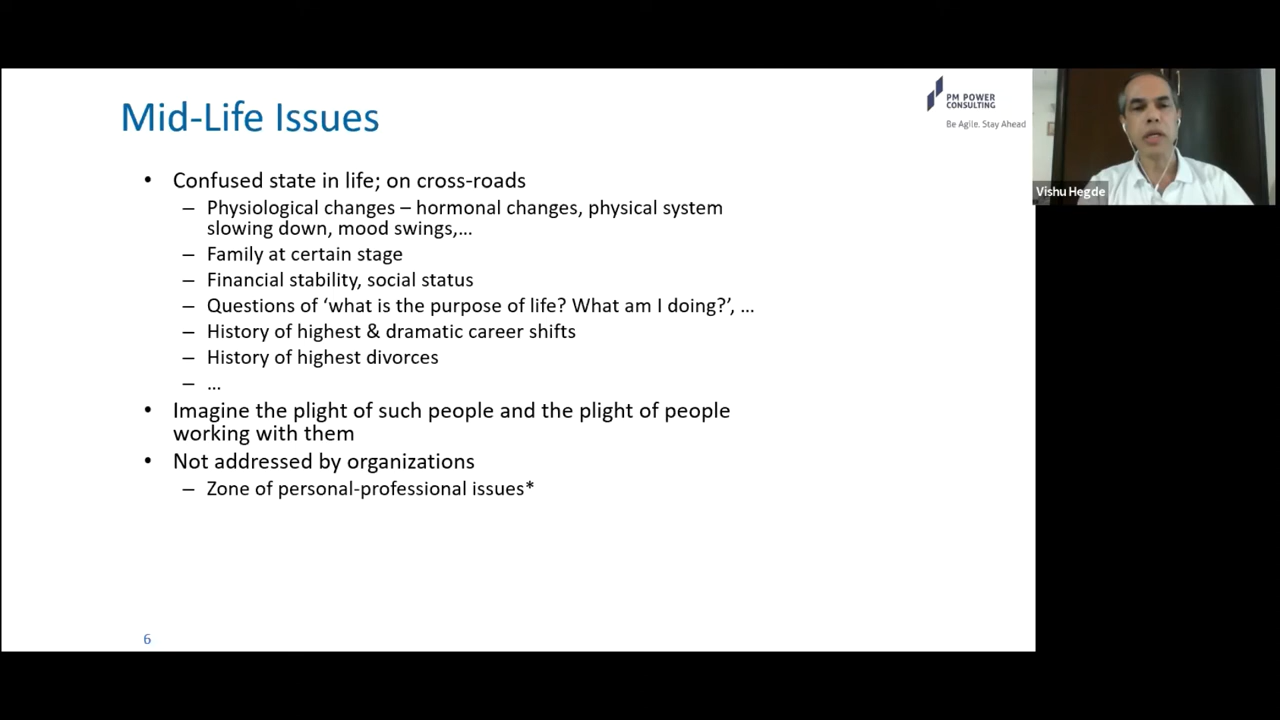 Mid-Life Issues
PM POWER
CONSULTING
Be Agile. Stay Ahead
Vishu Hegde
• Confused state in life; on cross-roads
– Physiological changes – hormonal changes, physical system
slowing down, mood swings,...
– Family at certain stage
– Financial stability, social status
– Questions of ‘what is the purpose of life? What am I doing?’, ...
– History of highest & dramatic career shifts
– History of highest divorces
– ...
• Imagine the plight of such people and the plight of people
working with them
• Not addressed by organizations
– Zone of personal-professional issues*
6